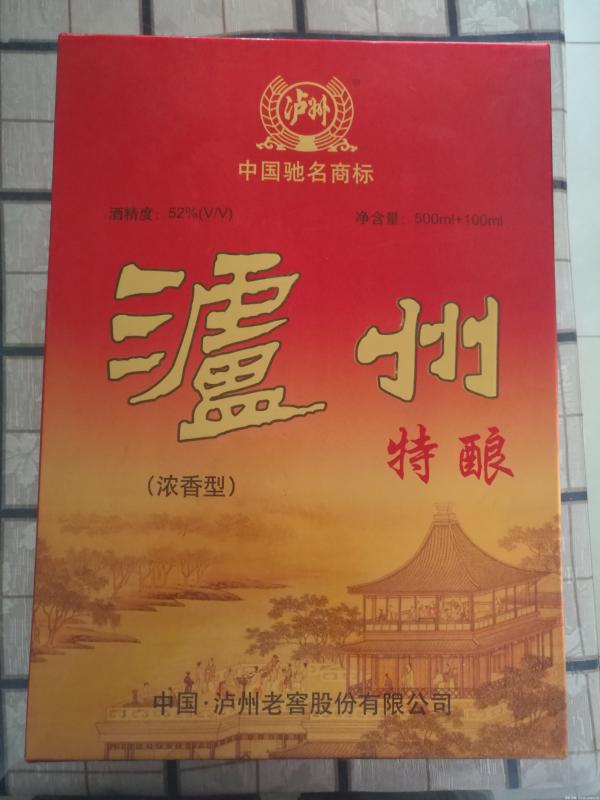 泸州
中国驰名商标
酒精度：52%(V/V) 净含量：500ml+100ml
瀘州
特酿
（浓香型）
中国·泸州老窖股份有限公司